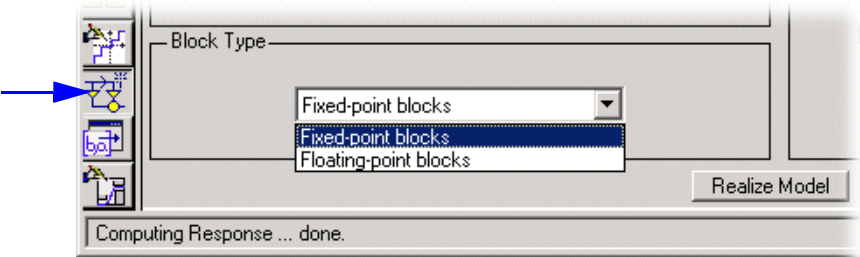 Block Type
Fixed-point blocks
Fixed-point blocks
Floating-point blocks
[b,a]
Realize Model
Computing Response ... done.